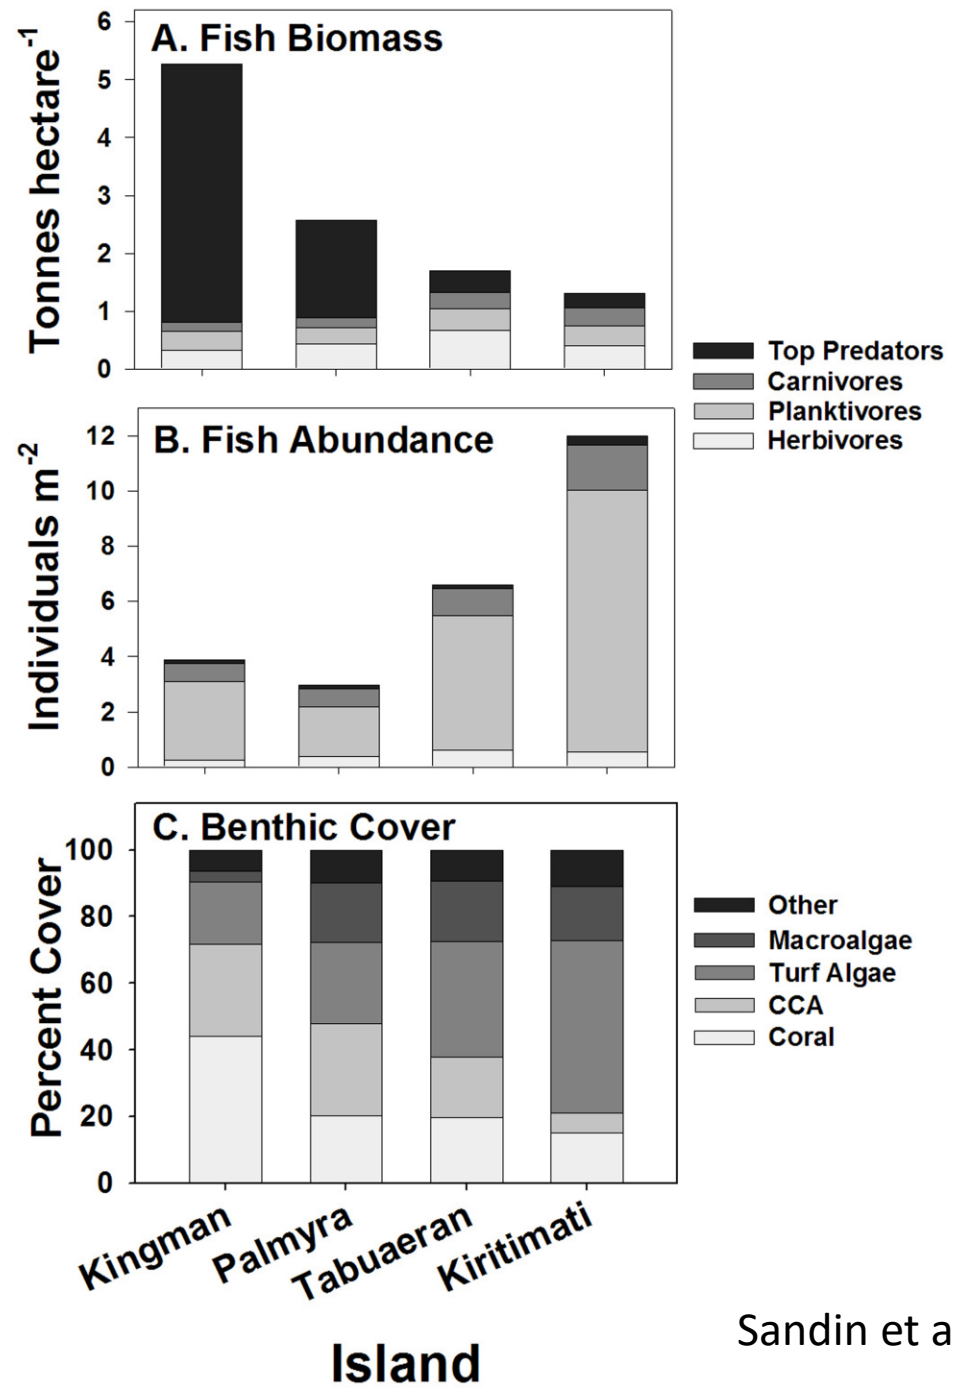 A. Fish Biomass
Tonnes hectare⁻¹
6
5
4
3
2
1
0
Top Predators
Carnivores
Planktivores
Herbivores
B. Fish Abundance
Individuals m⁻²
12
10
8
6
4
2
0
C. Benthic Cover
Percent Cover
100
80
60
40
20
0
Other
Macroalgae
Turf Algae
CCA
Coral
Kingman
Palmyra
Tabuaeran
Kiritimati
Island
Sandin et a